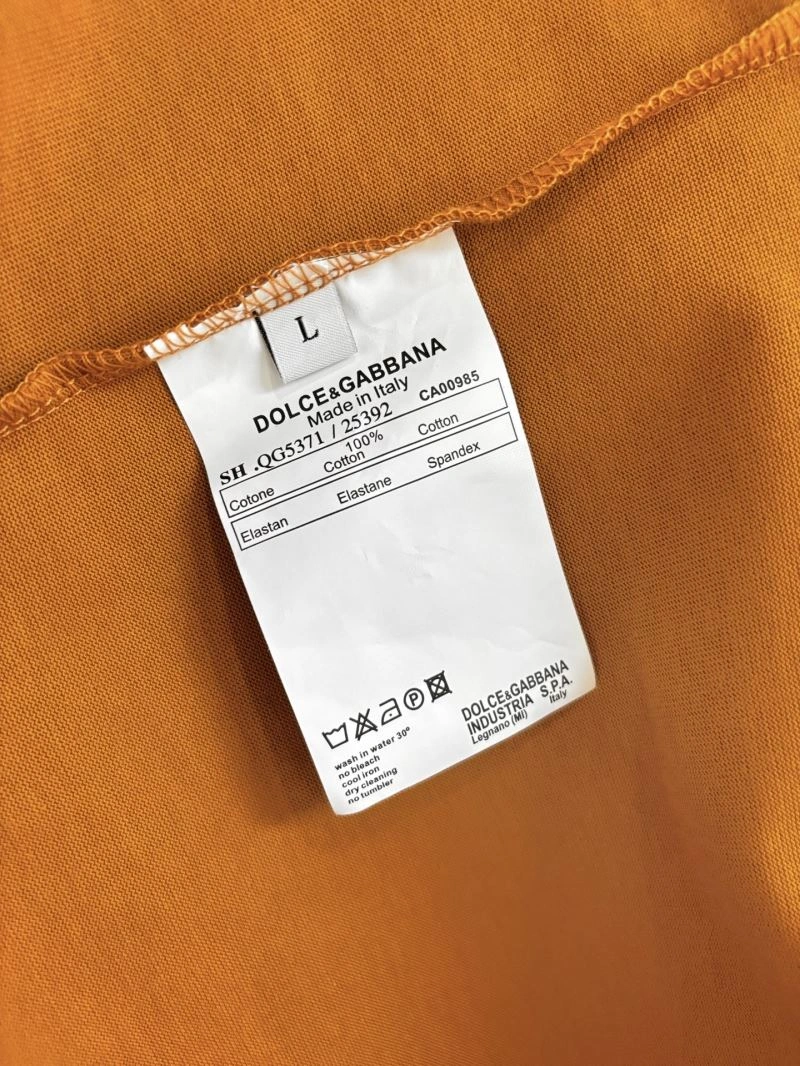 L
DOLCE&GABBANA
Made in Italy
SH .QG5371 / 25392 CA00985
100%
Cotone Cotton Cotton
Elastan Elastane Spandex
wash in water 30°
no bleach
cool iron
dry cleaning
no tumbler
DOLCE&GABBANA
INDUSTRIA S.P.A.
Legnano (MI) Italy
P